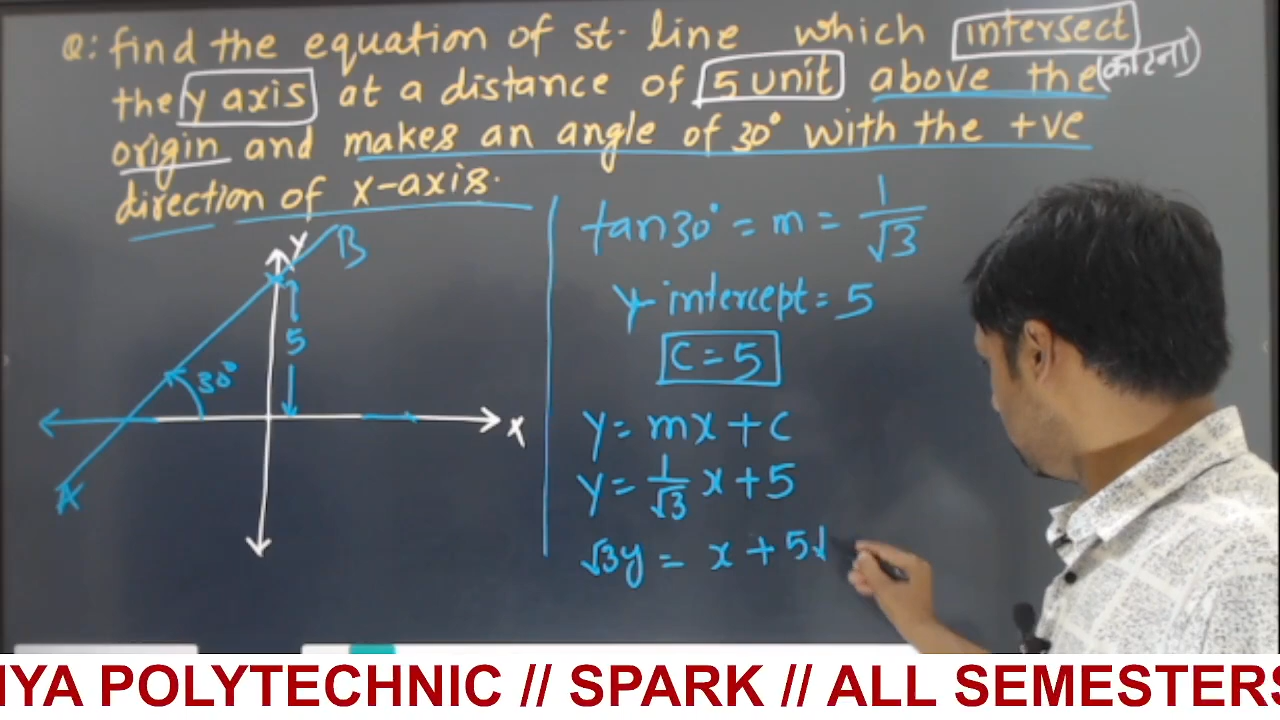 Q: find the equation of st. line which intersect
(काटना)
the y axis at a distance of 5 unit above the
origin and makes an angle of 30° with the +ve
direction of x-axis.
tan30° = m = 1/√3
y-intercept = 5
C = 5
y = mx + c
y = 1/√3 x + 5
√3y = x + 5√
Y
B
5
30°
X
A
IYA POLYTECHNIC // SPARK // ALL SEMESTERS